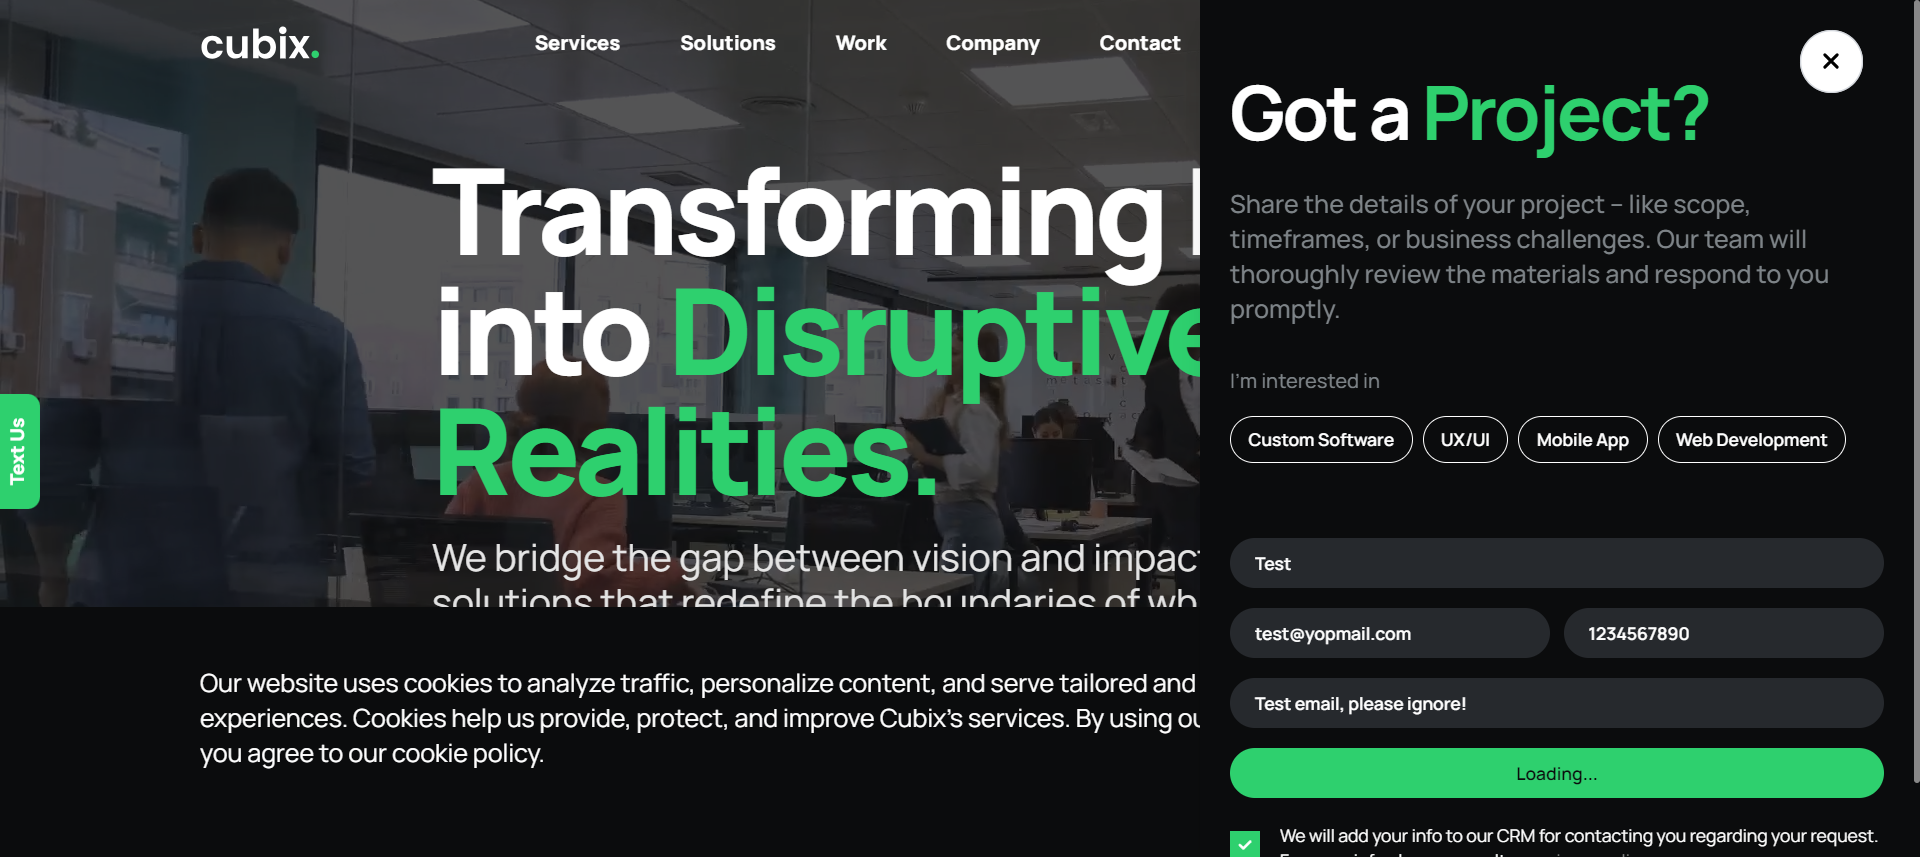 cubix.
Services
Solutions
Work
Company
Contact
Transforming
into Disruptive
Realities.
We bridge the gap between vision and impact
solutions that redefine the boundaries of wh
Text Us
Our website uses cookies to analyze traffic, personalize content, and serve tailored and
experiences. Cookies help us provide, protect, and improve Cubix's services. By using ou
you agree to our cookie policy.
Got a Project?
Share the details of your project – like scope,
timeframes, or business challenges. Our team will
thoroughly review the materials and respond to you
promptly.
I'm interested in
Custom Software
UX/UI
Mobile App
Web Development
Test
test@yopmail.com
1234567890
Test email, please ignore!
Loading...
We will add your info to our CRM for contacting you regarding your request.